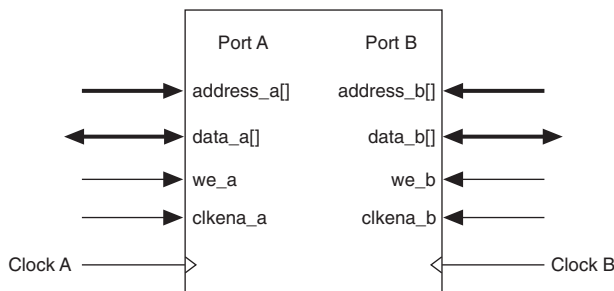 Port A Port B
address_a[] address_b[]
data_a[] data_b[]
we_a we_b
clkena_a clkena_b
Clock A Clock B